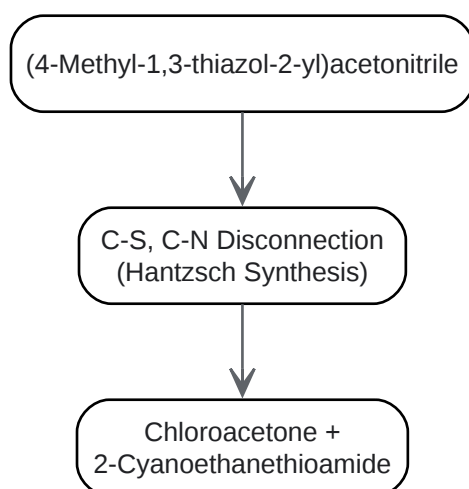 (4-Methyl-1,3-thiazol-2-yl)acetonitrile
C-S, C-N Disconnection
(Hantzsch Synthesis)
Chloroacetone +
2-Cyanoethanethioamide